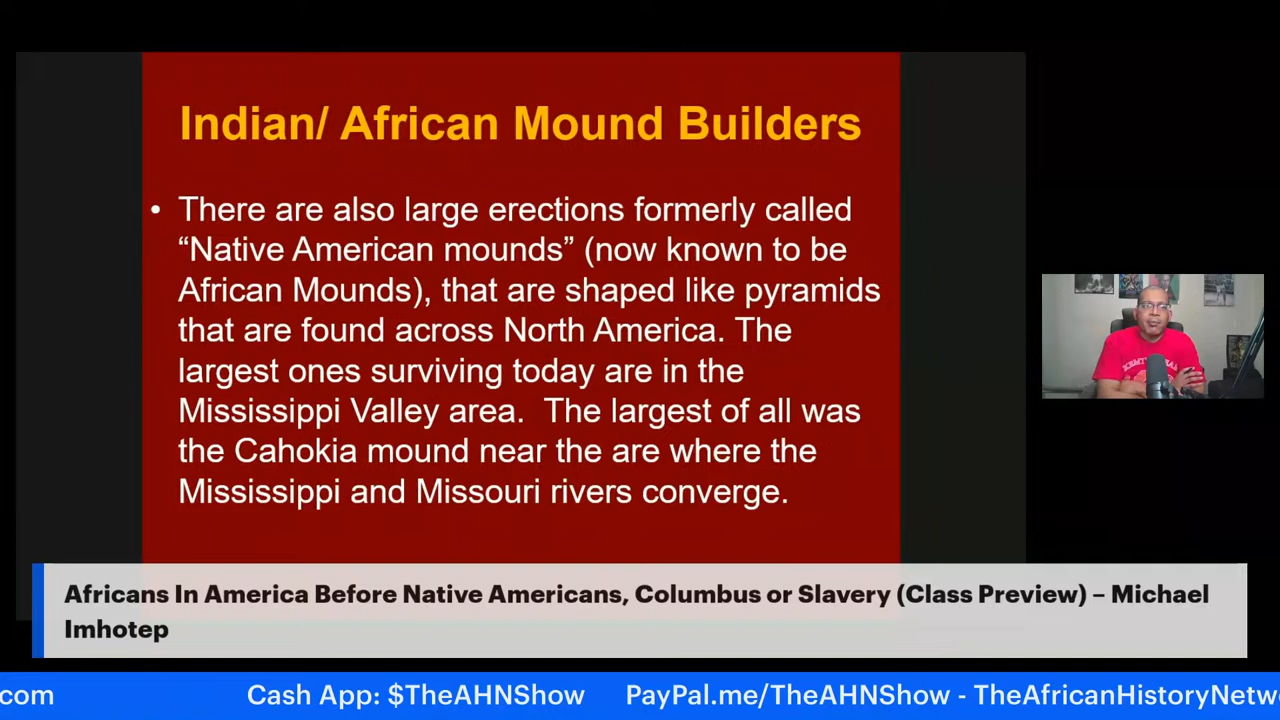 Indian/ African Mound Builders
• There are also large erections formerly called
“Native American mounds” (now known to be
African Mounds), that are shaped like pyramids
that are found across North America. The
largest ones surviving today are in the
Mississippi Valley area.  The largest of all was
the Cahokia mound near the are where the
Mississippi and Missouri rivers converge.
Africans In America Before Native Americans, Columbus or Slavery (Class Preview) – Michael
Imhotep
.com Cash App: $TheAHNShow PayPal.me/TheAHNShow - TheAfricanHistoryNetw